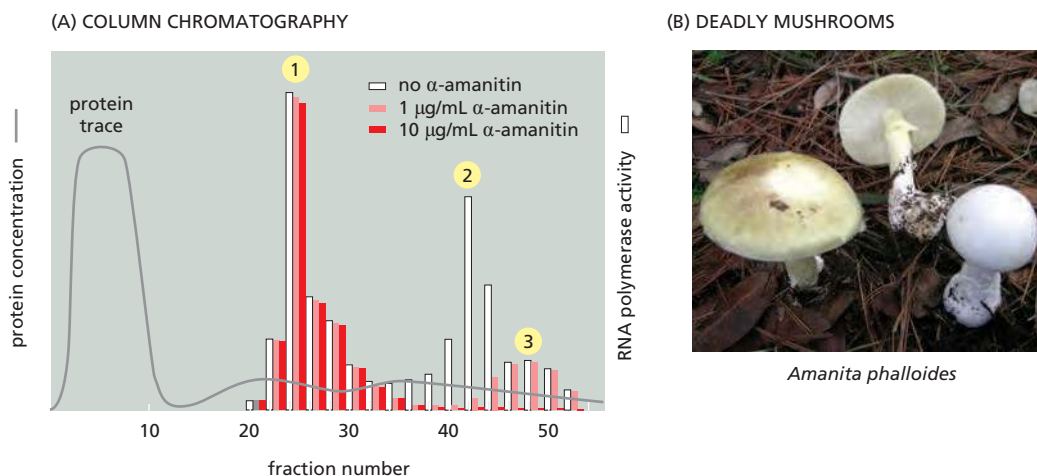 (A) COLUMN CHROMATOGRAPHY
protein concentration
protein
trace
1
2
3
no α-amanitin
1 μg/mL α-amanitin
10 μg/mL α-amanitin
RNA polymerase activity
10
20
30
40
50
fraction number
(B) DEADLY MUSHROOMS
Amanita phalloides